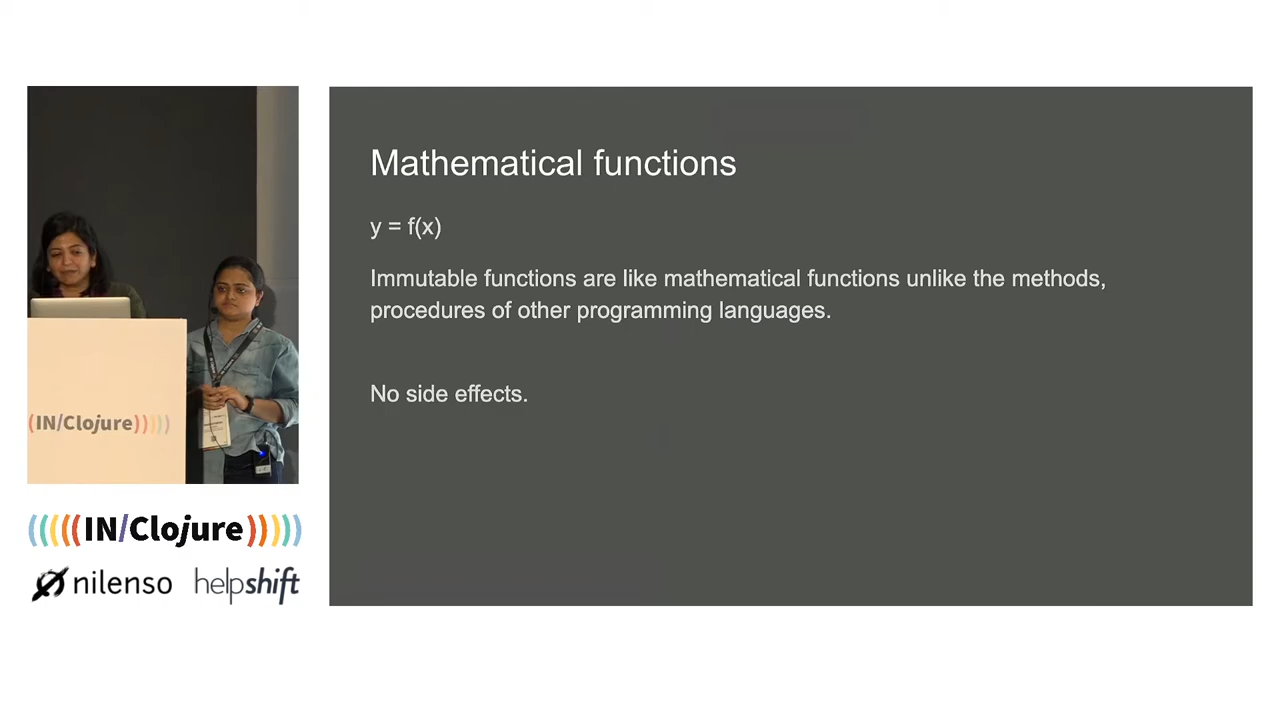 Mathematical functions
y = f(x)
Immutable functions are like mathematical functions unlike the methods,
procedures of other programming languages.
No side effects.
(IN/Clojure)))))
(((((IN/Clojure)))))
nilenso helpshift